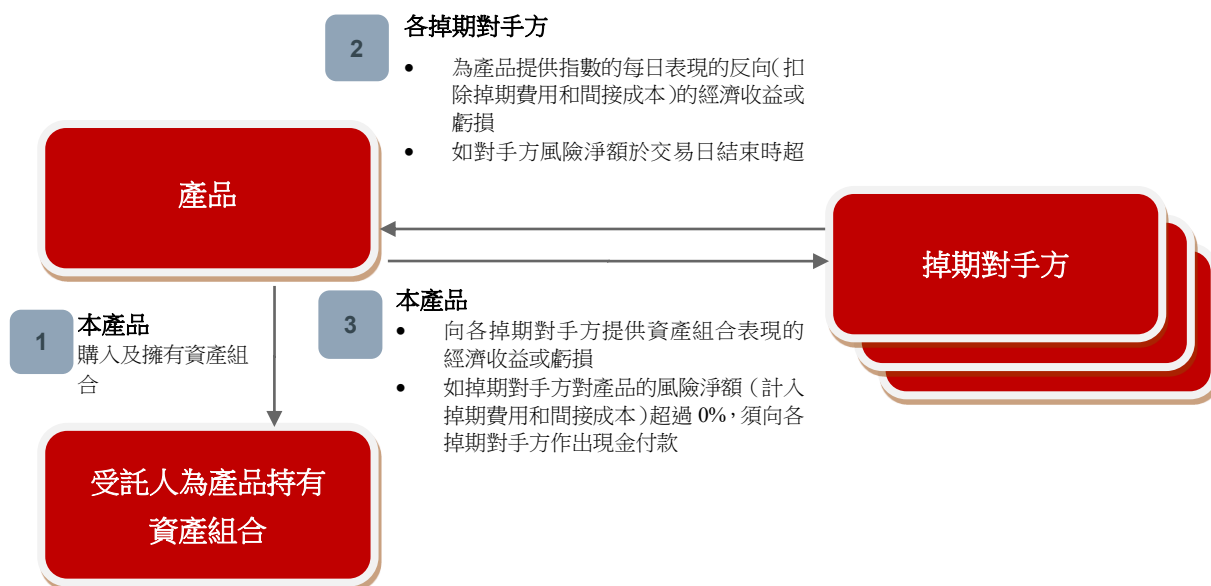 2
各掉期對手方
• 為產品提供指數的每日表現的反向(扣
除掉期費用和間接成本)的經濟收益或
虧損
• 如對手方風險淨額於交易日結束時超
產品
掉期對手方
1
本產品
購入及擁有資產組
合
3
本產品
• 向各掉期對手方提供資產組合表現的
經濟收益或虧損
• 如掉期對手方對產品的風險淨額(計入
掉期費用和間接成本)超過 0%,須向各
掉期對手方作出現金付款
受託人為產品持有
資產組合